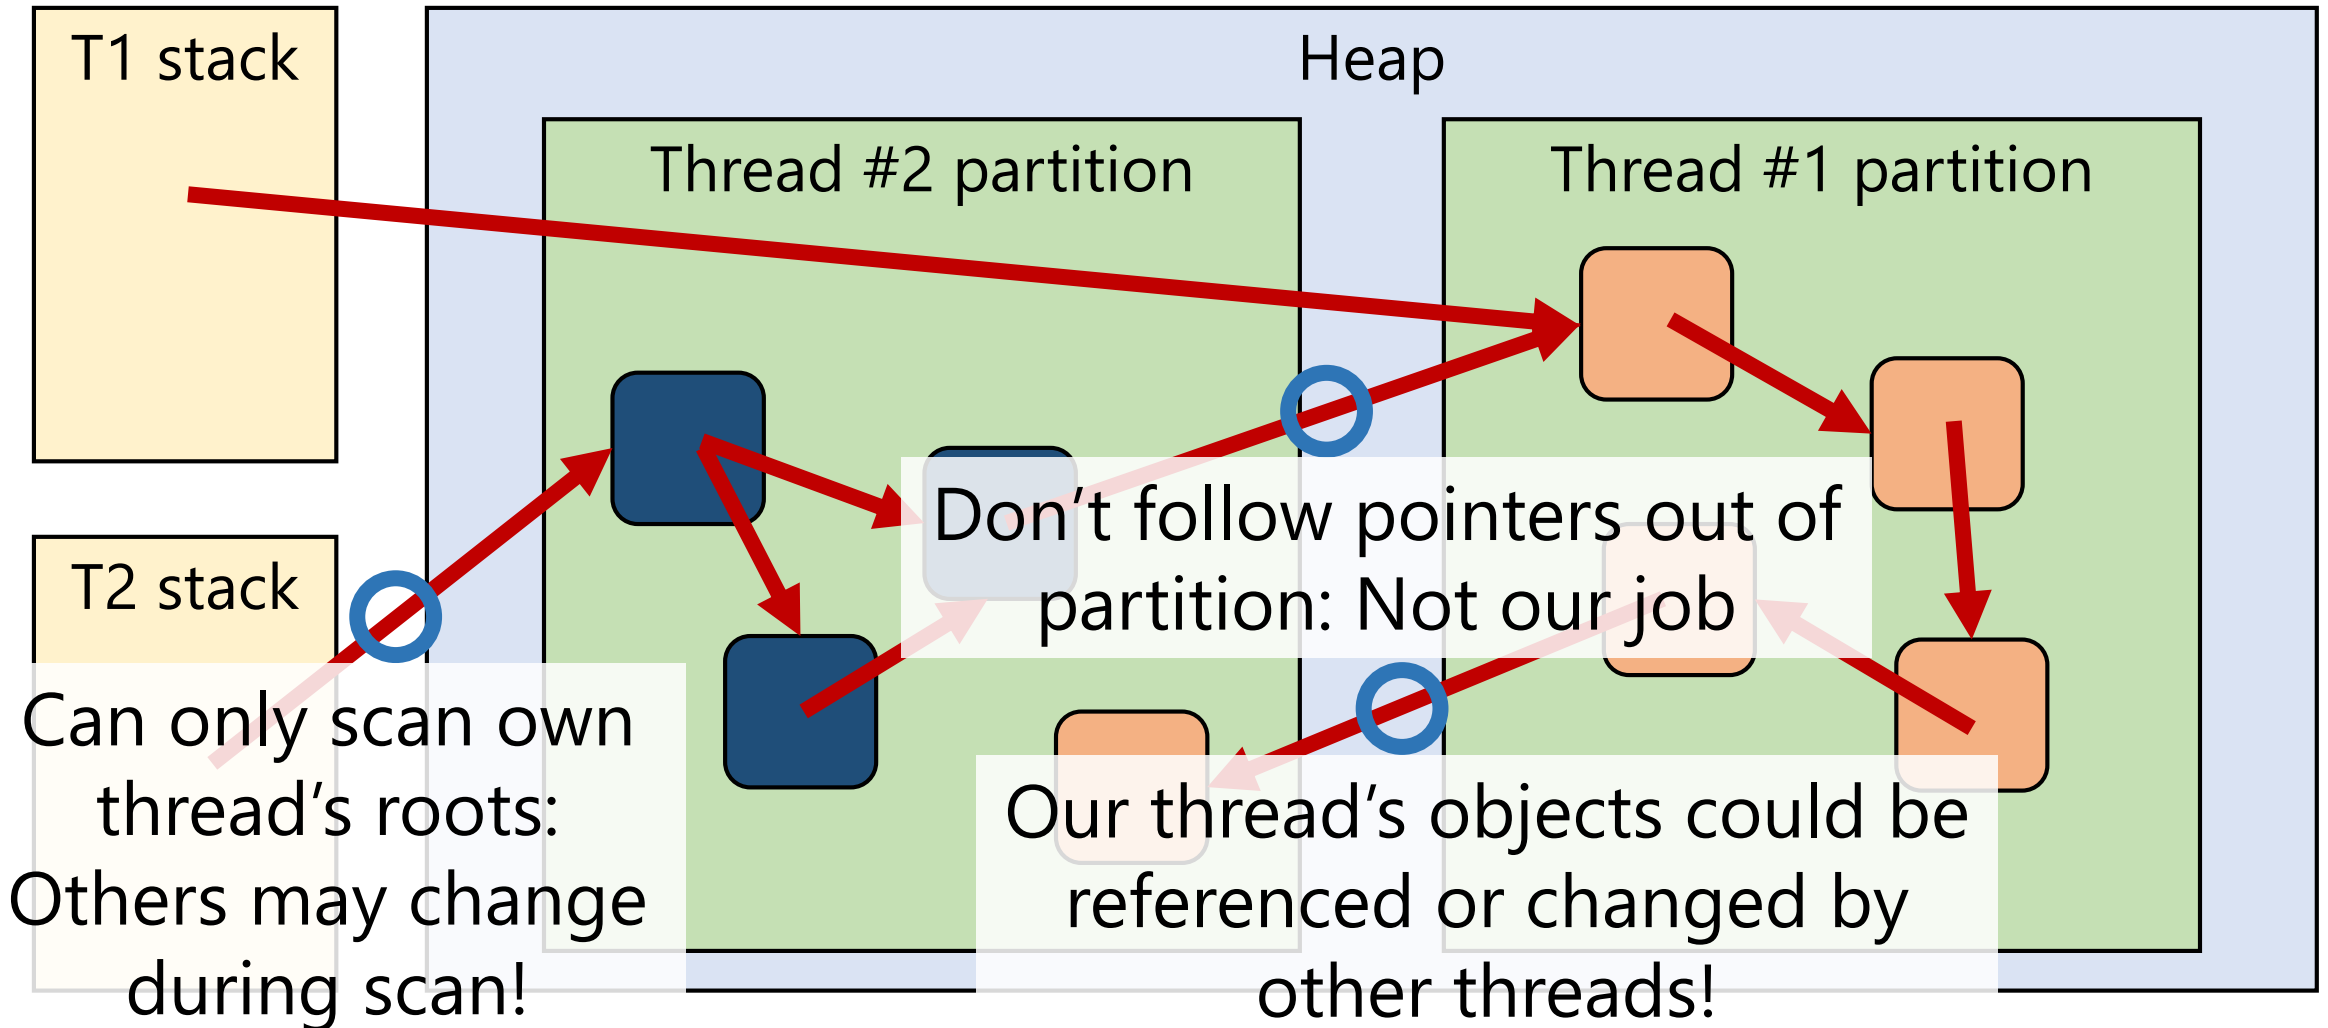 T1 stack
Heap
Thread #2 partition
Thread #1 partition
Don’t follow pointers out of
partition: Not our job
T2 stack
Can only scan own
thread’s roots:
Others may change
during scan!
Our thread’s objects could be
referenced or changed by
other threads!